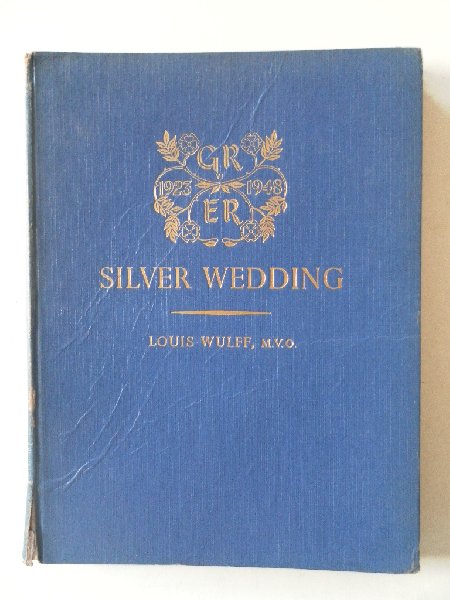 GR
1923 1948
ER
SILVER WEDDING
LOUIS WULFF, M.V.O.